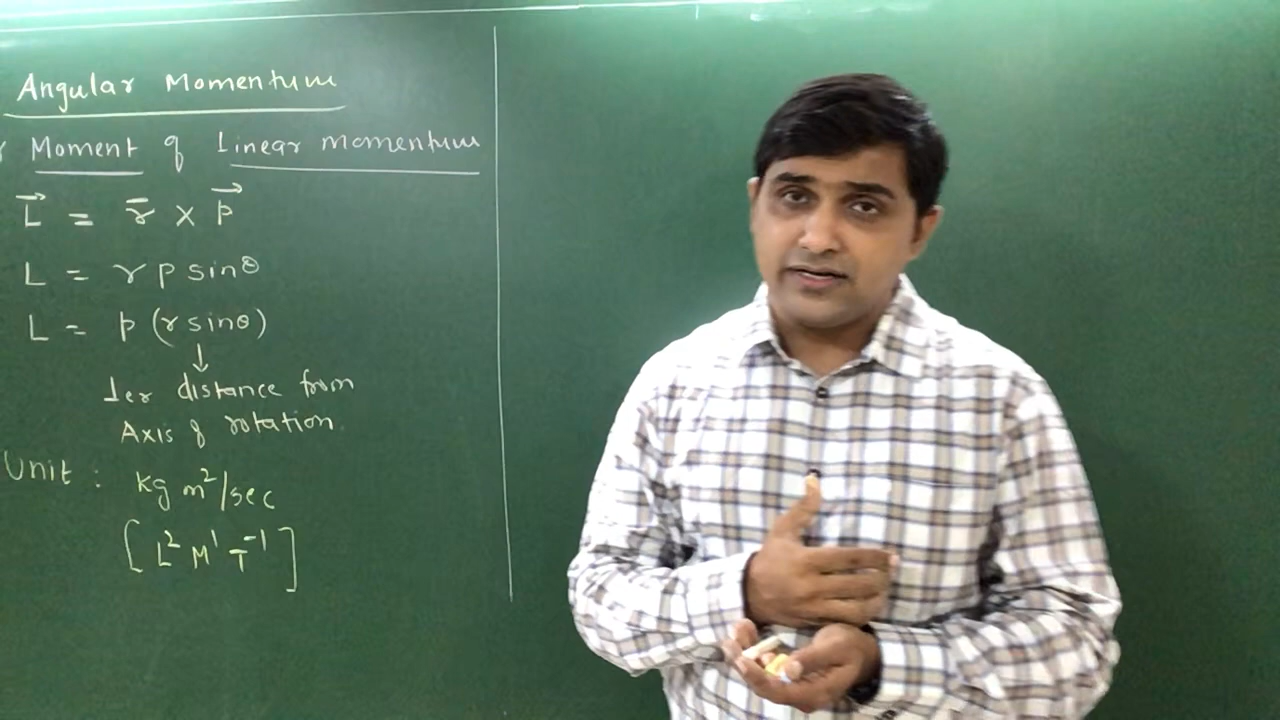 Angular Momentum
Moment of Linear momentum
L⃗ = r̄ × p⃗
L = r p sinθ
L = p (r sinθ)
↓
⊥er distance from
Axis of rotation
Unit : kg m²/sec
[L² M¹ T⁻¹]